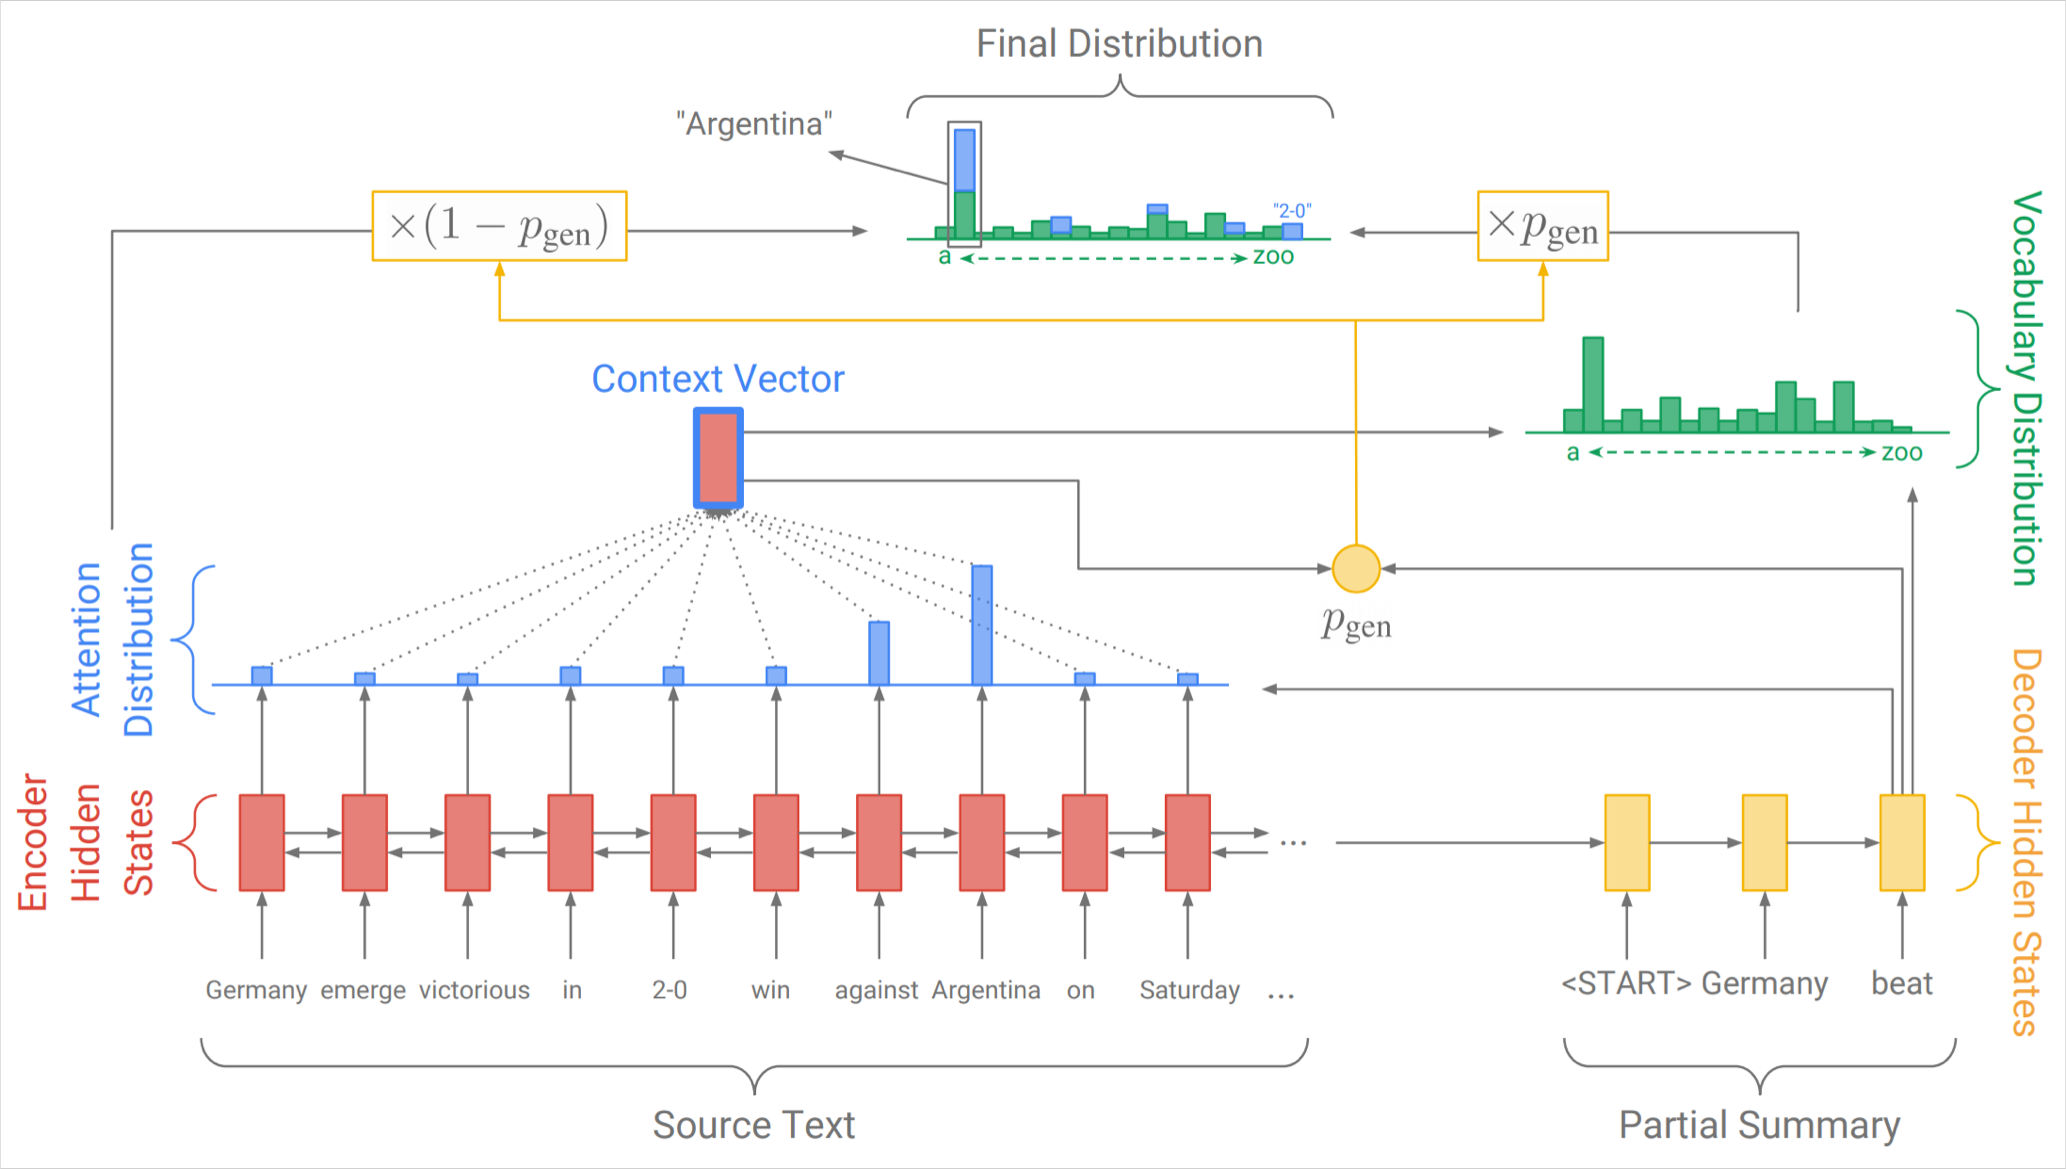 Final Distribution
"Argentina"
×(1 − pgen)
×pgen
"2-0"
a
zoo
Context Vector
Vocabulary Distribution
a
zoo
Attention
Distribution
pgen
Encoder
Hidden
States
...
Decoder Hidden States
Germany emerge victorious in 2-0 win against Argentina on Saturday ...
<START> Germany beat
Source Text
Partial Summary